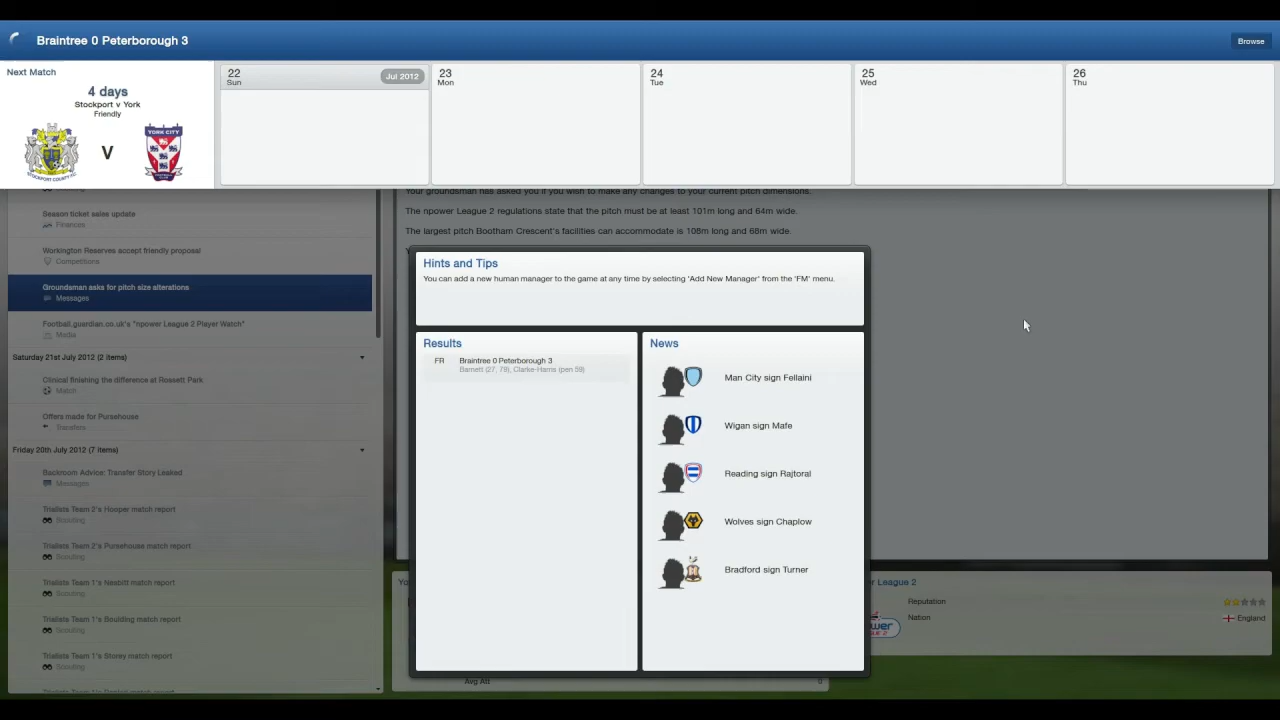 Braintree 0 Peterborough 3
Browse
Next Match
4 days
Stockport v York
Friendly
V
YORK CITY
22
Sun
Jul 2012
23
Mon
24
Tue
25
Wed
26
Thu
Season ticket sales update
Finances
Workington Reserves accept friendly proposal
Competitions
Groundsman asks for pitch size alterations
Messages
Football.guardian.co.uk's "npower League 2 Player Watch"
Media
Saturday 21st July 2012 (2 items)
Clinical finishing the difference at Rossett Park
Match
Offers made for Pursehouse
Transfers
Friday 20th July 2012 (7 items)
Backroom Advice: Transfer Story Leaked
Messages
Trialists Team 2's Hooper match report
Scouting
Trialists Team 2's Pursehouse match report
Scouting
Trialists Team 1's Nesbitt match report
Scouting
Trialists Team 1's Boulding match report
Scouting
Trialists Team 1's Storey match report
Scouting
Your groundsman has asked you if you wish to make any changes to your current pitch dimensions.
The npower League 2 regulations state that the pitch must be at least 101m long and 64m wide.
The largest pitch Bootham Crescent's facilities can accommodate is 108m long and 68m wide.
Hints and Tips
You can add a new human manager to the game at any time by selecting 'Add New Manager' from the 'FM' menu.
Results
FR Braintree 0 Peterborough 3
Barnett (27, 79), Clarke-Harris (pen 59)
News
Man City sign Fellaini
Wigan sign Mafe
Reading sign Rajtoral
Wolves sign Chaplow
Bradford sign Turner
League 2
Reputation
Nation
England
Avg Att
0